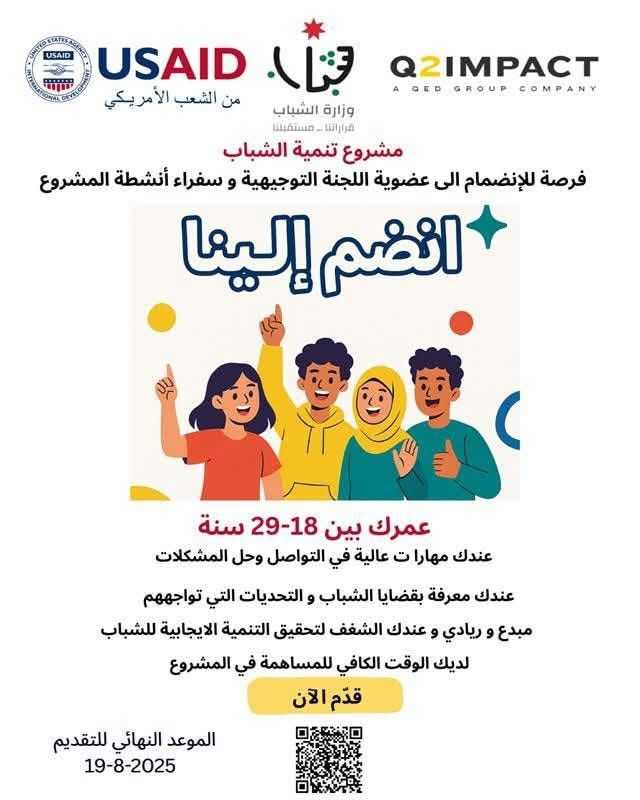 UNITED STATES AGENCY
USAID
INTERNATIONAL DEVELOPMENT
USAID
من الشعب الأمريكي
وزارة الشباب
قراراتنا .. مستقبلنا
Q2IMPACT
A QED GROUP COMPANY
مشروع تنمية الشباب
فرصة للإنضمام الى عضوية اللجنة التوجيهية و سفراء أنشطة المشروع
انضم إلينا
عمرك بين 18-29 سنة
عندك مهارا ت عالية في التواصل وحل المشكلات
عندك معرفة بقضايا الشباب و التحديات التي تواجههم
مبدع و ريادي و عندك الشغف لتحقيق التنمية الايجابية للشباب
لديك الوقت الكافي للمساهمة في المشروع
قدّم الآن
الموعد النهائي للتقديم
19-8-2025